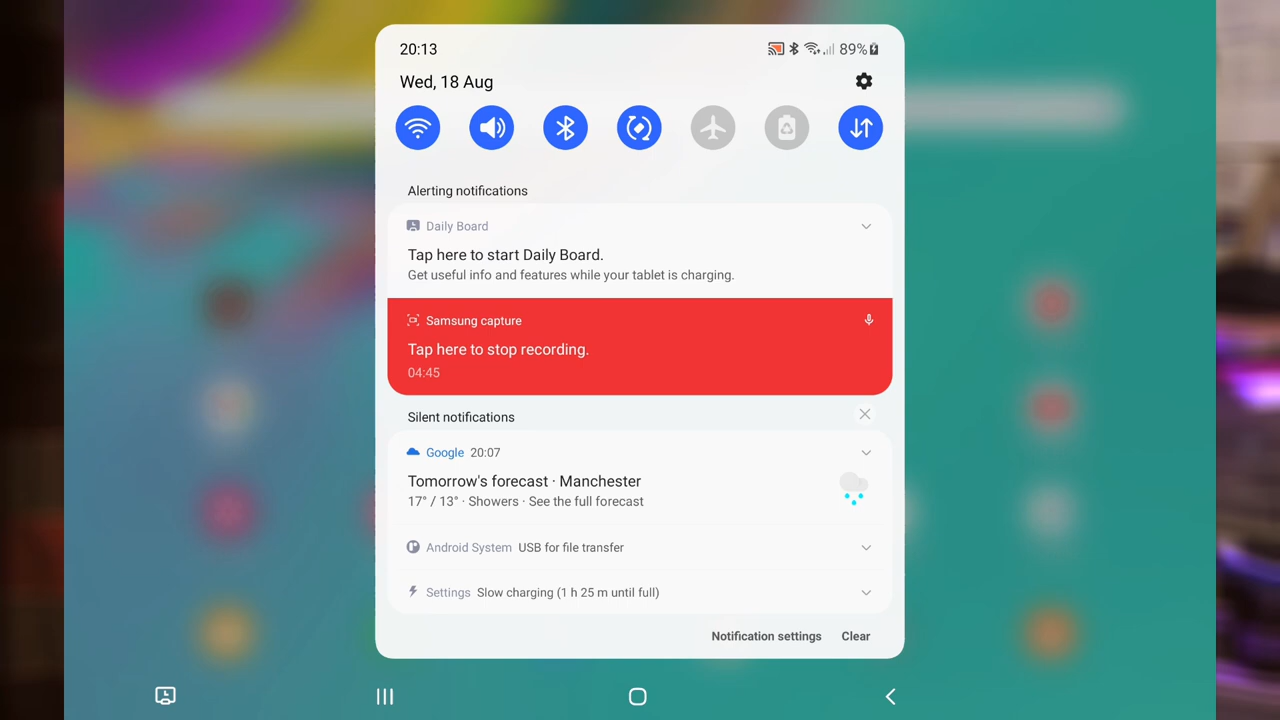 20:13
89%
Wed, 18 Aug
Alerting notifications
Daily Board
Tap here to start Daily Board.
Get useful info and features while your tablet is charging.
Samsung capture
Tap here to stop recording.
04:45
Silent notifications
Google 20:07
Tomorrow's forecast · Manchester
17° / 13° · Showers · See the full forecast
Android System USB for file transfer
Settings Slow charging (1 h 25 m until full)
Notification settings Clear